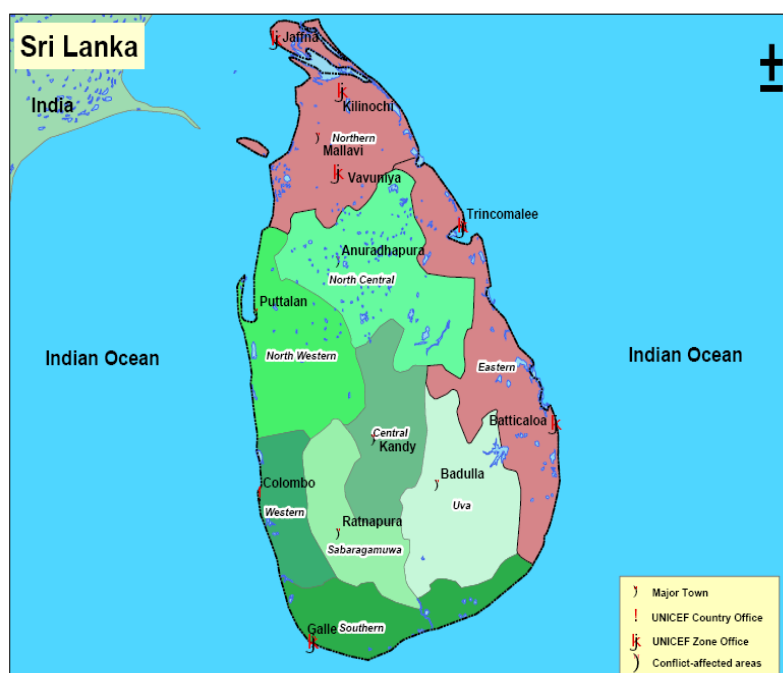 Sri Lanka
India
Jaffna
Kilinochi
Northern
Mallavi
Vavuniya
Trincomalee
Anuradhapura
North Central
Puttalan
Indian Ocean
North Western
Indian Ocean
Eastern
Batticaloa
Central
Kandy
Badulla
Colombo
Western
Uva
Ratnapura
Sabaragamuwa
Galle
Southern
Major Town
UNICEF Country Office
UNICEF Zone Office
Conflict-affected areas